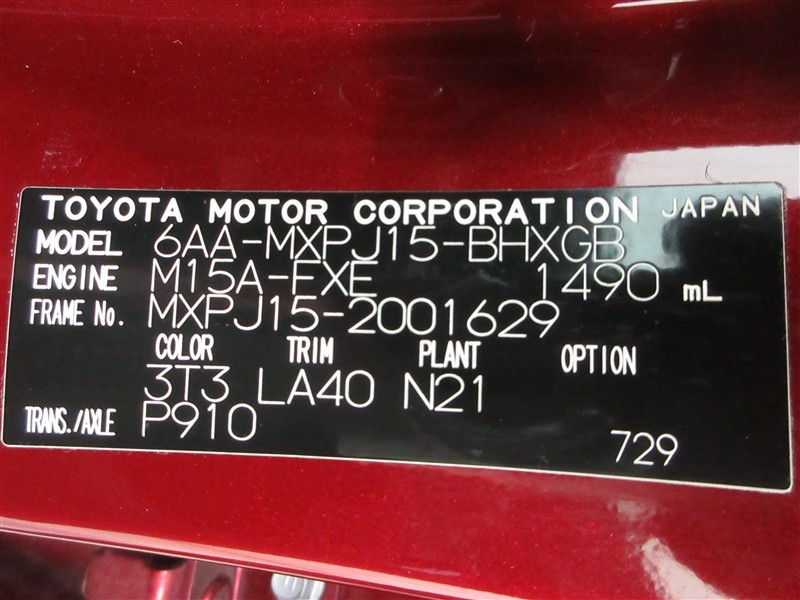 TOYOTA MOTOR CORPORATION JAPAN
MODEL 6AA-MXPJ15-BHXGB
ENGINE M15A-FXE 1490 mL
FRAME No. MXPJ15-2001629
COLOR TRIM PLANT OPTION
3T3 LA40 N21
TRANS./AXLE P910
729